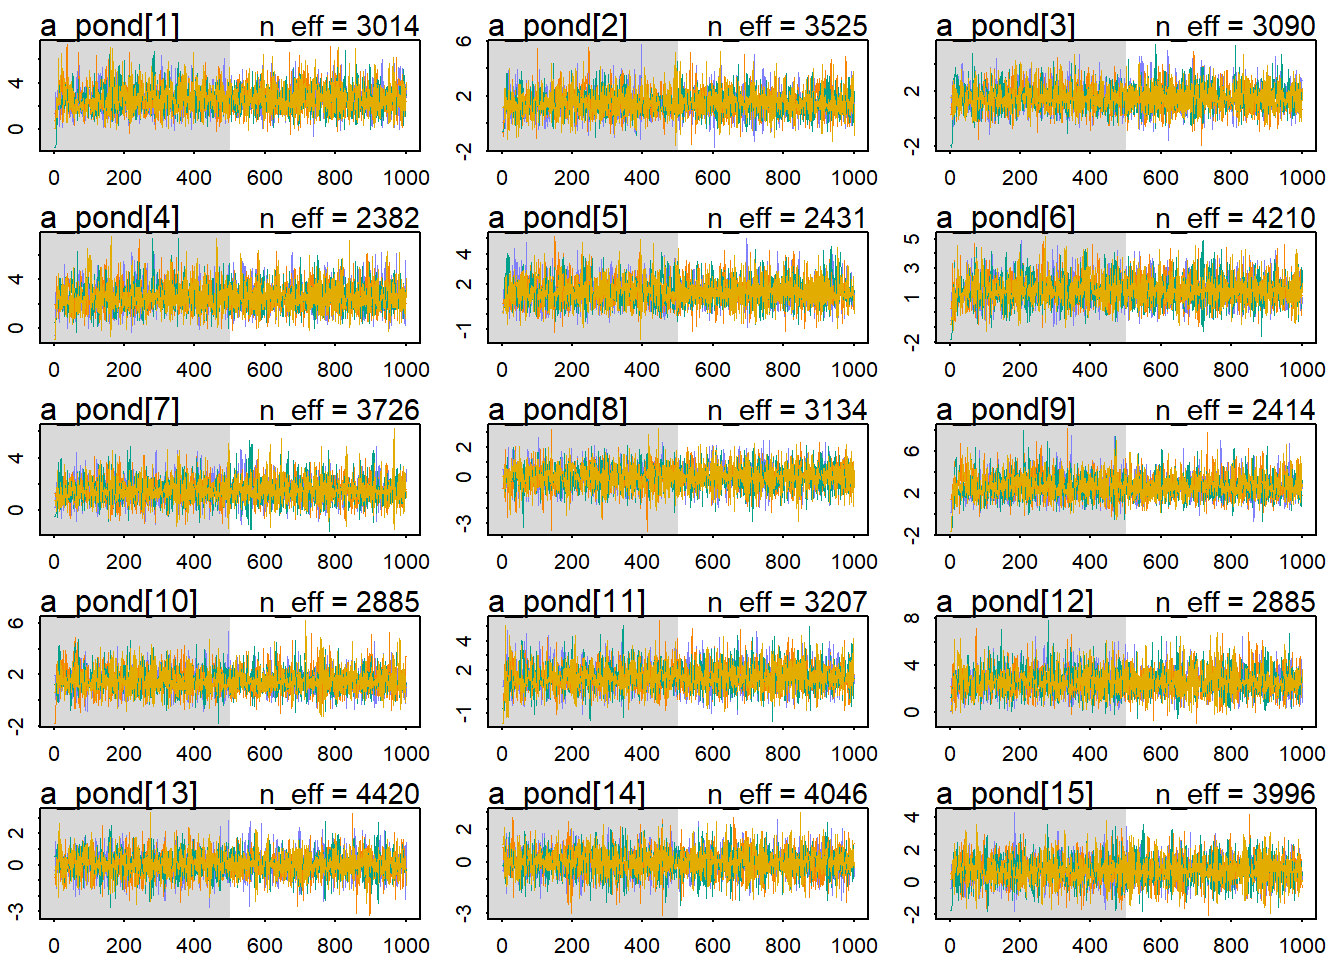 a_pond[1] n_eff = 3014 a_pond[2] n_eff = 3525 a_pond[3] n_eff = 3090
4 0 6 2 -2 2 -2
0 200 400 600 800 1000 0 200 400 600 800 1000 0 200 400 600 800 1000
a_pond[4] n_eff = 2382 a_pond[5] n_eff = 2431 a_pond[6] n_eff = 4210
4 0 4 2 -1 5 3 1 -2
0 200 400 600 800 1000 0 200 400 600 800 1000 0 200 400 600 800 1000
a_pond[7] n_eff = 3726 a_pond[8] n_eff = 3134 a_pond[9] n_eff = 2414
4 0 2 0 -3 6 2 -2
0 200 400 600 800 1000 0 200 400 600 800 1000 0 200 400 600 800 1000
a_pond[10] n_eff = 2885 a_pond[11] n_eff = 3207 a_pond[12] n_eff = 2885
6 2 -2 4 2 -1 8 4 0
0 200 400 600 800 1000 0 200 400 600 800 1000 0 200 400 600 800 1000
a_pond[13] n_eff = 4420 a_pond[14] n_eff = 4046 a_pond[15] n_eff = 3996
2 0 -3 2 0 -3 4 2 0 -2
0 200 400 600 800 1000 0 200 400 600 800 1000 0 200 400 600 800 1000